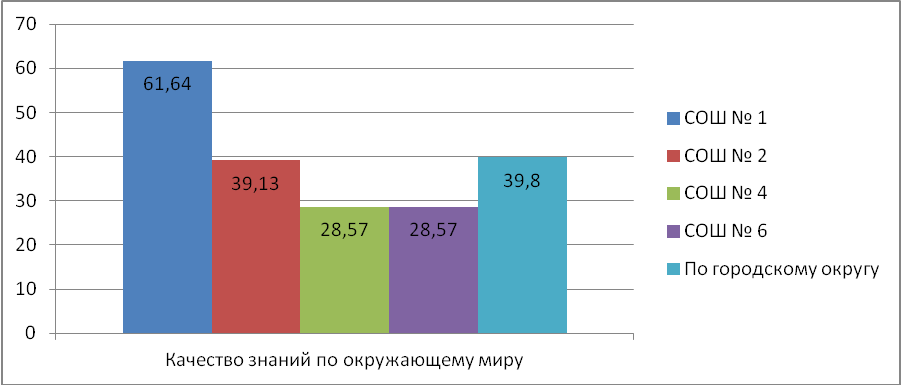 70
60
50
40
30
20
10
0
61,64
39,13
28,57
28,57
39,8
Качество знаний по окружающему миру
СОШ № 1
СОШ № 2
СОШ № 4
СОШ № 6
По городскому округу